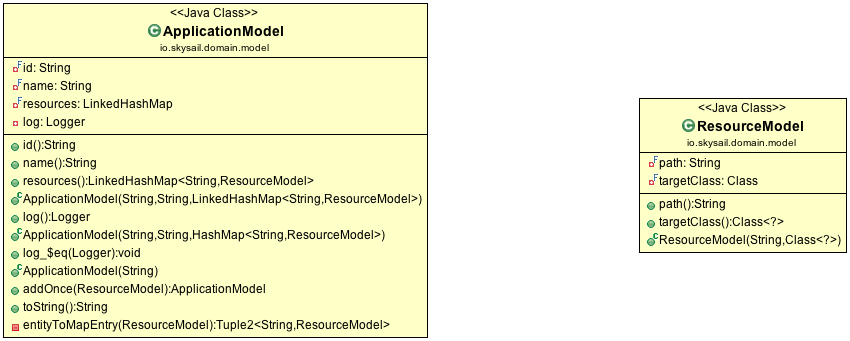 <<Java Class>>
ApplicationModel
io.skysail.domain.model
id: String
name: String
resources: LinkedHashMap
log: Logger
id():String
name():String
resources():LinkedHashMap<String,ResourceModel>
ApplicationModel(String,String,LinkedHashMap<String,ResourceModel>)
log():Logger
ApplicationModel(String,String,HashMap<String,ResourceModel>)
log_$eq(Logger):void
ApplicationModel(String)
addOnce(ResourceModel):ApplicationModel
toString():String
entityToMapEntry(ResourceModel):Tuple2<String,ResourceModel>
<<Java Class>>
ResourceModel
io.skysail.domain.model
path: String
targetClass: Class
path():String
targetClass():Class<?>
ResourceModel(String,Class<?>)